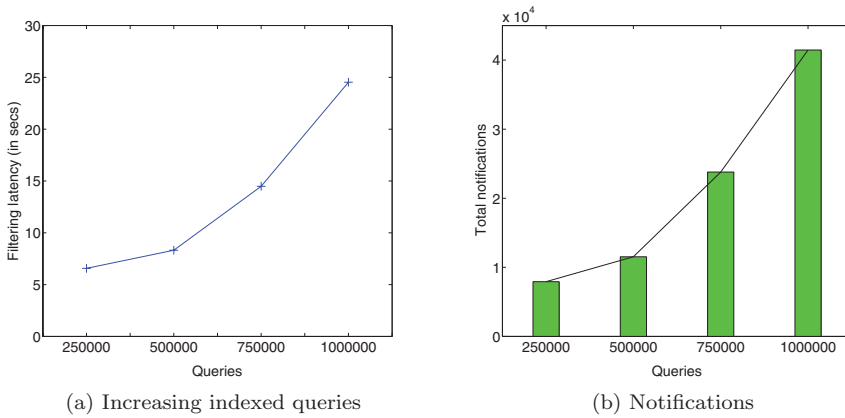 30
25
20
15
10
5
0
Filtering latency (in secs)
250000 500000 750000 1000000
Queries
(a) Increasing indexed queries
x 10^4
4
3
2
1
0
Total notifications
250000 500000 750000 1000000
Queries
(b) Notifications